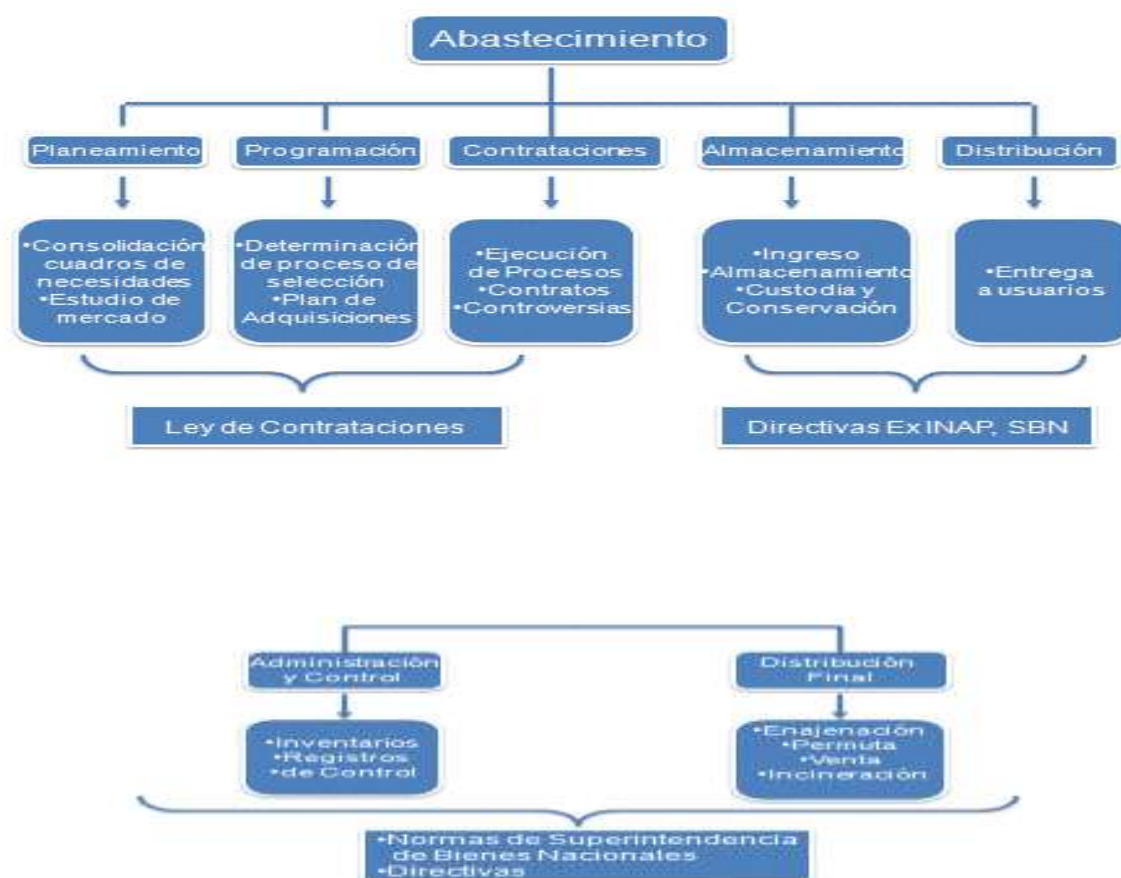 Abastecimiento
Planeamiento
Programación
Contrataciones
Almacenamiento
Distribución
•Consolidación
cuadros de
necesidades
•Estudio de
mercado
•Determinación
de proceso de
selección
•Plan de
Adquisiciones
•Ejecución
de Procesos
•Contratos
•Controversias
•Ingreso
•Almacenamiento
•Custodia y
Conservación
•Entrega
a usuarios
Ley de Contrataciones
Directivas Ex INAP, SBN
Administración
y Control
Distribución
Final
•Inventarios
•Registros
•de Control
•Enajenación
•Permuta
•Venta
•Incineración
•Normas de Superintendencia
de Bienes Nacionales
•Directivas